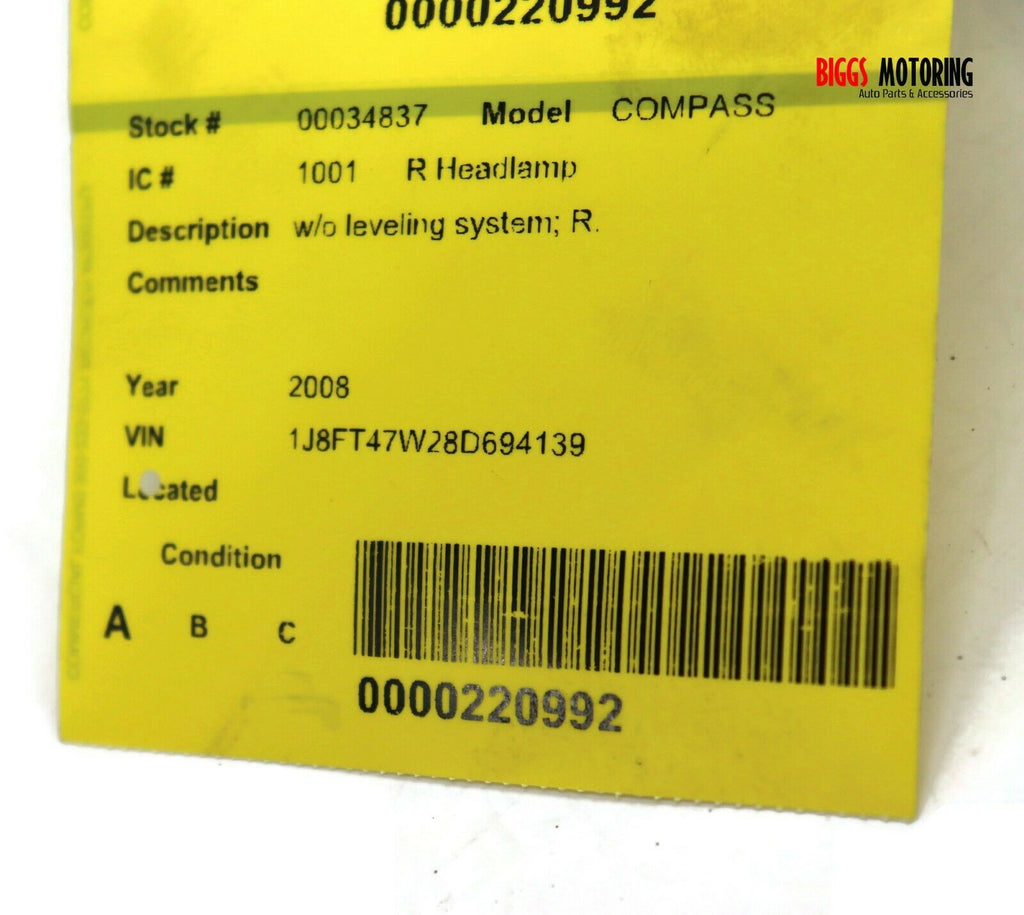 0000220992
BIGGS MOTORING
Auto Parts & Accessories
Stock # 00034837 Model COMPASS
IC # 1001 R Headlamp
Description w/o leveling system; R.
Comments
Year 2008
VIN 1J8FT47W28D694139
Located
Condition
A B C
0000220992